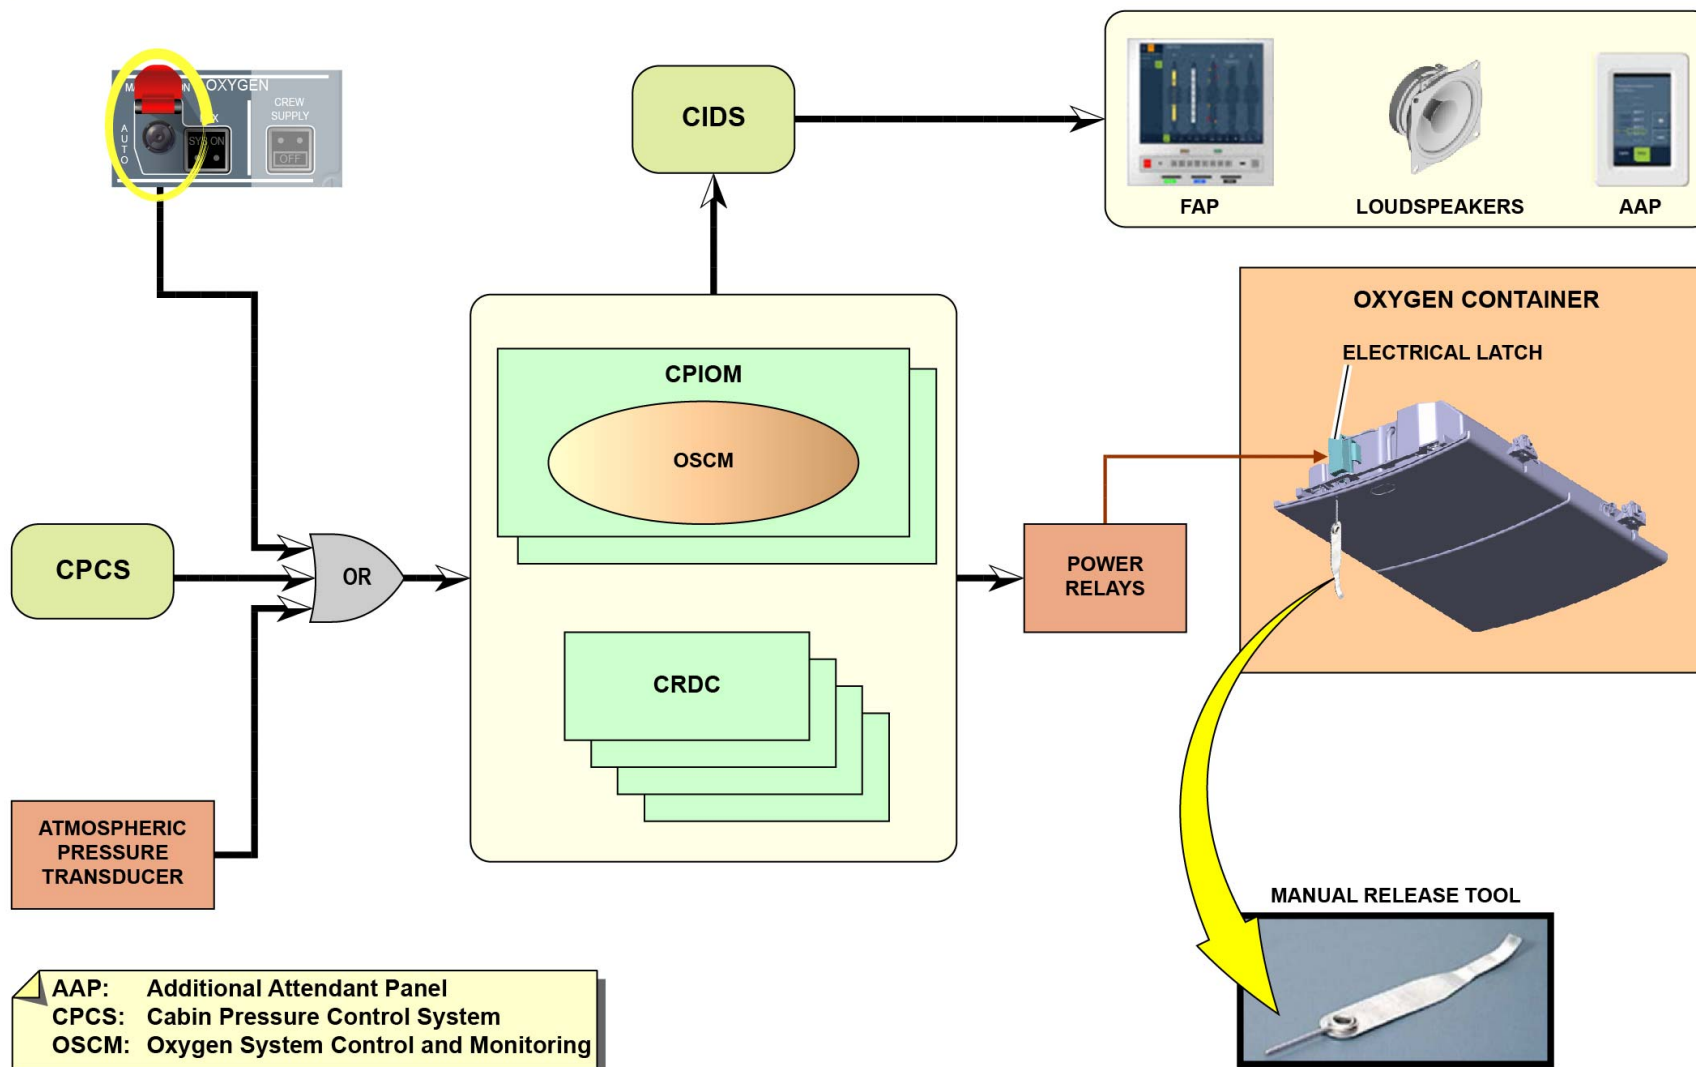 OXYGEN
CREW
SUPPLY
AUTO
SYS ON
OFF
CIDS
FAP
LOUDSPEAKERS
AAP
OXYGEN CONTAINER
ELECTRICAL LATCH
CPIOM
OSCM
CPCS
OR
POWER
RELAYS
CRDC
ATMOSPHERIC
PRESSURE
TRANSDUCER
MANUAL RELEASE TOOL
AAP: Additional Attendant Panel
CPCS: Cabin Pressure Control System
OSCM: Oxygen System Control and Monitoring